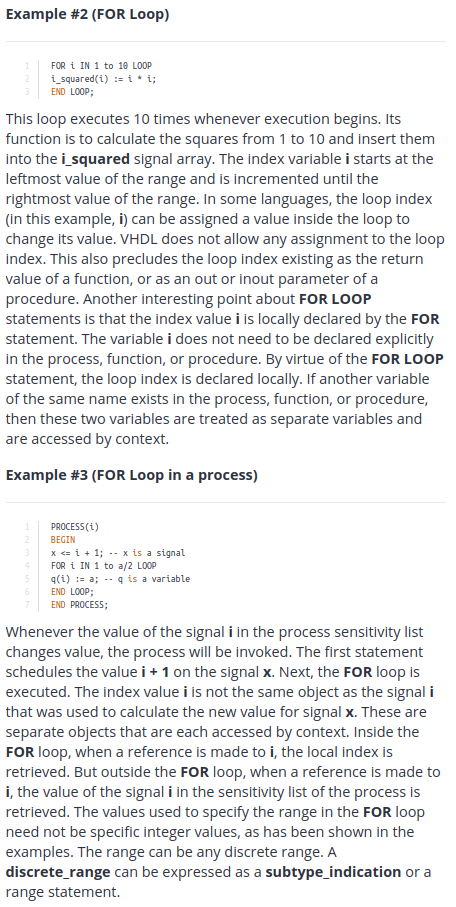 Example #2 (FOR Loop)
1 FOR i IN 1 to 10 LOOP
2 i_squared(i) := i * i;
3 END LOOP;
This loop executes 10 times whenever execution begins. Its
function is to calculate the squares from 1 to 10 and insert them
into the i_squared signal array. The index variable i starts at the
leftmost value of the range and is incremented until the
rightmost value of the range. In some languages, the loop index
(in this example, i) can be assigned a value inside the loop to
change its value. VHDL does not allow any assignment to the loop
index. This also precludes the loop index existing as the return
value of a function, or as an out or inout parameter of a
procedure. Another interesting point about FOR LOOP
statements is that the index value i is locally declared by the FOR
statement. The variable i does not need to be declared explicitly
in the process, function, or procedure. By virtue of the FOR LOOP
statement, the loop index is declared locally. If another variable
of the same name exists in the process, function, or procedure,
then these two variables are treated as separate variables and
are accessed by context.
Example #3 (FOR Loop in a process)
1 PROCESS(i)
2 BEGIN
3 x <= i + 1; -- x is a signal
4 FOR i IN 1 to a/2 LOOP
5 q(i) := a; -- q is a variable
6 END LOOP;
7 END PROCESS;
Whenever the value of the signal i in the process sensitivity list
changes value, the process will be invoked. The first statement
schedules the value i + 1 on the signal x. Next, the FOR loop is
executed. The index value i is not the same object as the signal i
that was used to calculate the new value for signal x. These are
separate objects that are each accessed by context. Inside the
FOR loop, when a reference is made to i, the local index is
retrieved. But outside the FOR loop, when a reference is made to
i, the value of the signal i in the sensitivity list of the process is
retrieved. The values used to specify the range in the FOR loop
need not be specific integer values, as has been shown in the
examples. The range can be any discrete range. A
discrete_range can be expressed as a subtype_indication or a
range statement.